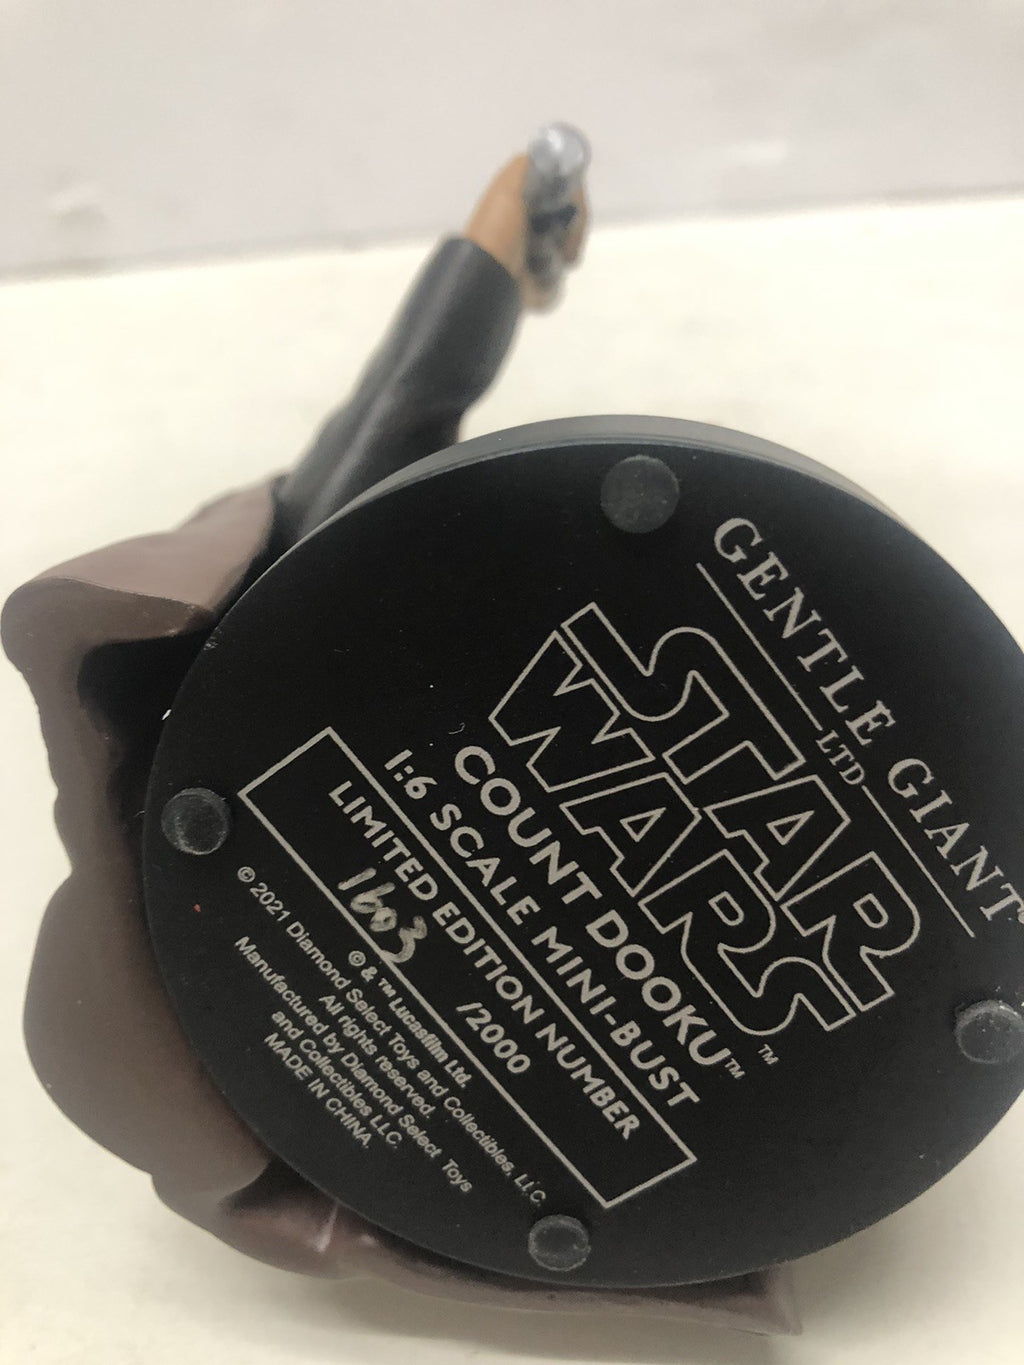 GENTLE GIANT
LTD
STAR
WARS
™
COUNT DOOKU™
1:6 SCALE MINI-BUST
LIMITED EDITION NUMBER
1603 /2000
© & ™ Lucasfilm Ltd.
© 2021 Diamond Select Toys and Collectibles, LLC.
All rights reserved.
Manufactured by Diamond Select Toys
and Collectibles LLC.
MADE IN CHINA.